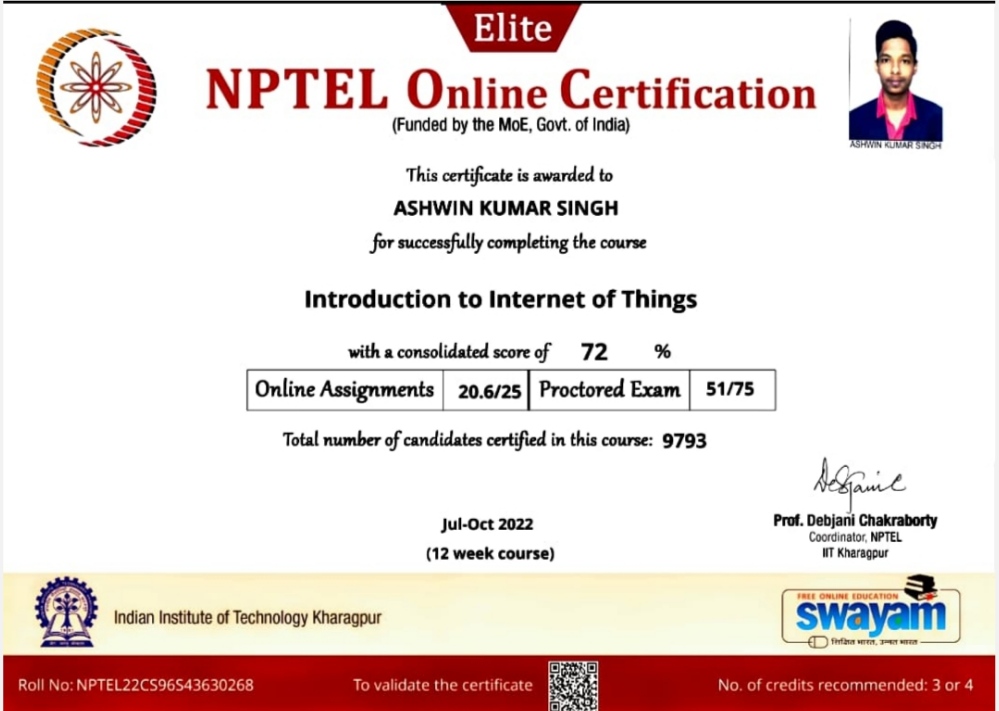 Elite
NPTEL Online Certification
(Funded by the MoE, Govt. of India)
ASHWIN KUMAR SINGH
This certificate is awarded to
ASHWIN KUMAR SINGH
for successfully completing the course
Introduction to Internet of Things
with a consolidated score of 72 %
Online Assignments 20.6/25 Proctored Exam 51/75
Total number of candidates certified in this course: 9793
Jul-Oct 2022
(12 week course)
Prof. Debjani Chakraborty
Coordinator, NPTEL
IIT Kharagpur
Indian Institute of Technology Kharagpur
FREE ONLINE EDUCATION
swayam
शिक्षित भारत, उन्नत भारत
Roll No: NPTEL22CS96S43630268
To validate the certificate
No. of credits recommended: 3 or 4